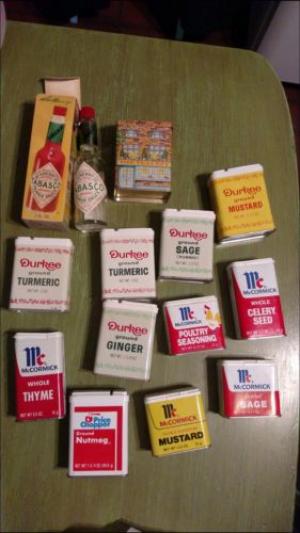 TABASCO
TABASCO
Durkee
ground
MUSTARD
Durkee
ground
SAGE
Durkee
ground
TURMERIC
Durkee
ground
TURMERIC
McCORMICK
WHOLE
CELERY
SEED
Durkee
ground
GINGER
McCORMICK
POULTRY
SEASONING
McCORMICK
WHOLE
THYME
McCORMICK
SAGE
Price
Chopper
Ground
Nutmeg
McCORMICK
MUSTARD